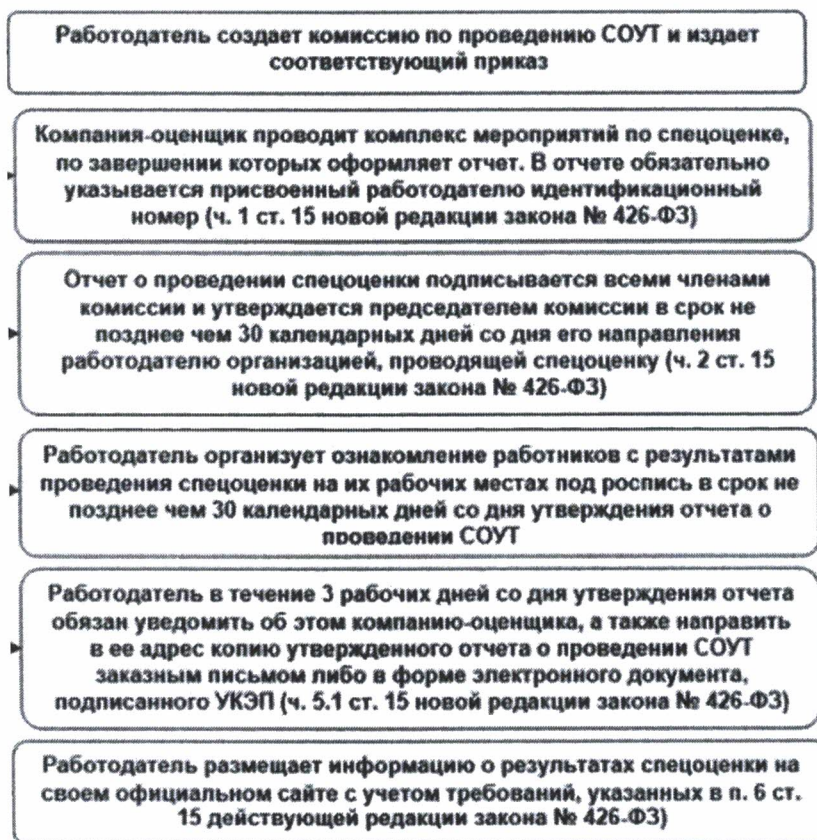 Работодатель создает комиссию по проведению СОУТ и издает
соответствующий приказ
Компания-оценщик проводит комплекс мероприятий по спецоценке,
по завершении которых оформляет отчет. В отчете обязательно
указывается присвоенный работодателю идентификационный
номер (ч. 1 ст. 15 новой редакции закона № 426-ФЗ)
Отчет о проведении спецоценки подписывается всеми членами
комиссии и утверждается председателем комиссии в срок не
позднее чем 30 календарных дней со дня его направления
работодателю организацией, проводящей спецоценку (ч. 2 ст. 15
новой редакции закона № 426-ФЗ)
Работодатель организует ознакомление работников с результатами
проведения спецоценки на их рабочих местах под роспись в срок не
позднее чем 30 календарных дней со дня утверждения отчета о
проведении СОУТ
Работодатель в течение 3 рабочих дней со дня утверждения отчета
обязан уведомить об этом компанию-оценщика, а также направить
в ее адрес копию утвержденного отчета о проведении СОУТ
заказным письмом либо в форме электронного документа,
подписанного УКЭП (ч. 5.1 ст. 15 новой редакции закона № 426-ФЗ)
Работодатель размещает информацию о результатах спецоценки на
своем официальном сайте с учетом требований, указанных в п. 6 ст.
15 действующей редакции закона № 426-ФЗ)